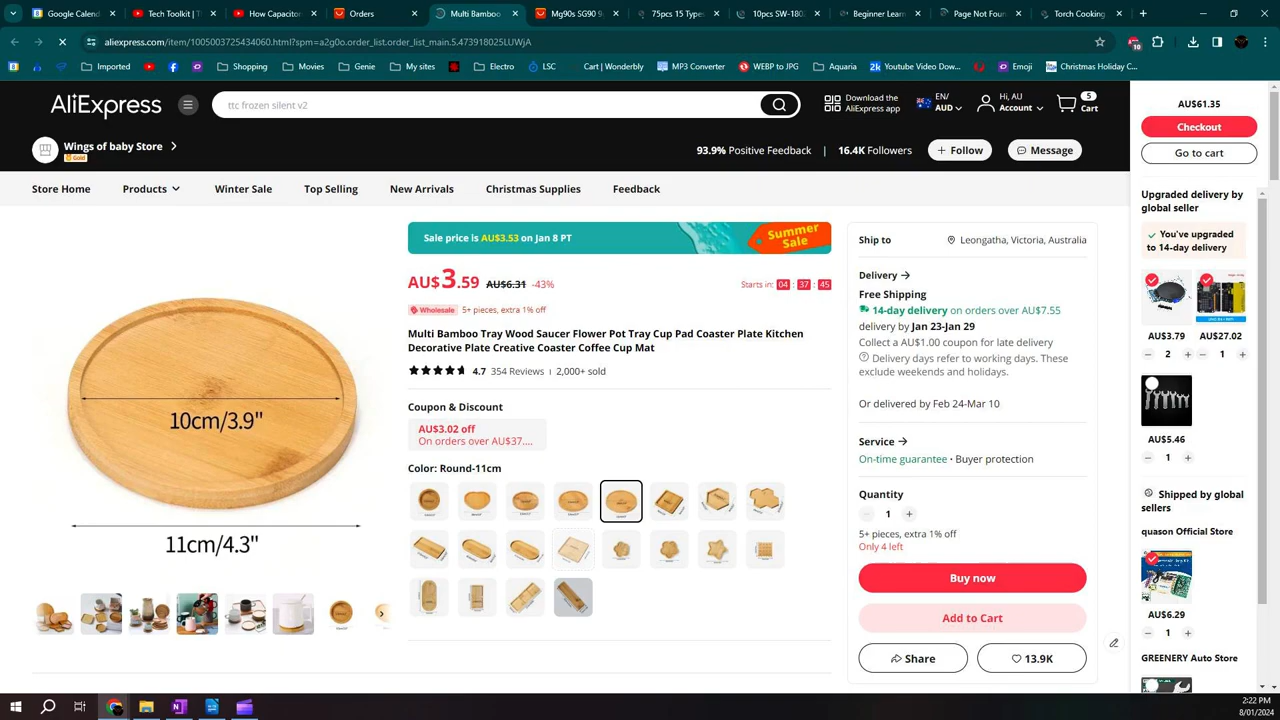 Google Calend
Tech Toolkit |
How Capacitor
Orders
Multi Bamboo
Mg90s SG90 9
75pcs 15 Types
10pcs SW-180
Beginner Learn
Page Not Foun
Torch Cooking
aliexpress.com/item/1005003725434060.html?spm=a2g0o.order_list.order_list_main.5.473918025LUWjA
10
Imported
Shopping
Movies
Genie
My sites
Electro
LSC
Cart | Wonderbly
MP3 Converter
WEBP to JPG
Aquaria
Youtube Video Dow...
Emoji
Christmas Holiday C...
AliExpress
ttc frozen silent v2
Download the
AliExpress app
EN/
AUD
Hi, AU
Account
5
Cart
Wings of baby Store
Gold
93.9% Positive Feedback | 16.4K Followers
Follow
Message
Store Home
Products
Winter Sale
Top Selling
New Arrivals
Christmas Supplies
Feedback
10cm/3.9"
11cm/4.3"
Sale price is AU$3.53 on Jan 8 PT
Summer
Sale
AU$3.59 AU$6.31 -43%
Starts in: 04 : 37 : 45
Wholesale 5+ pieces, extra 1% off
Multi Bamboo Tray Wood Saucer Flower Pot Tray Cup Pad Coaster Plate Kitchen
Decorative Plate Creative Coaster Coffee Cup Mat
4.7 354 Reviews | 2,000+ sold
Coupon & Discount
AU$3.02 off
On orders over AU$37....
Color: Round-11cm
Ship to
Leongatha, Victoria, Australia
Delivery
Free Shipping
14-day delivery on orders over AU$7.55
delivery by Jan 23-Jan 29
Collect a AU$1.00 coupon for late delivery
Delivery days refer to working days. These
exclude weekends and holidays.
Or delivered by Feb 24-Mar 10
Service
On-time guarantee • Buyer protection
Quantity
1
5+ pieces, extra 1% off
Only 4 left
Buy now
Add to Cart
Share
13.9K
AU$61.35
Checkout
Go to cart
Upgraded delivery by
global seller
You've upgraded
to 14-day delivery
AU$3.79
AU$27.02
2
1
AU$5.46
1
Shipped by global
sellers
quason Official Store
AU$6.29
1
GREENERY Auto Store
2:22 PM
8/01/2024